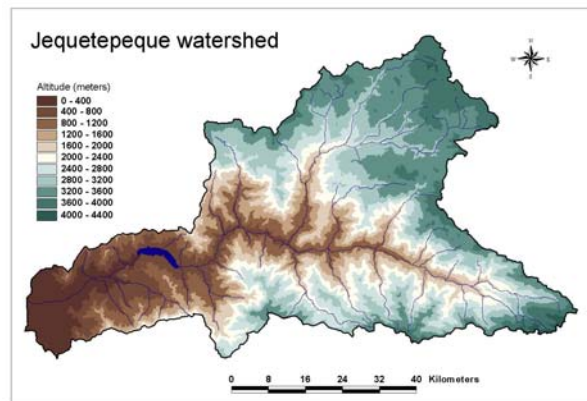 Jequetepeque watershed
N
W E
S
Altitude (meters)
0 - 400
400 - 800
800 - 1200
1200 - 1600
1600 - 2000
2000 - 2400
2400 - 2800
2800 - 3200
3200 - 3600
3600 - 4000
4000 - 4400
0 8 16 24 32 40 Kilometers